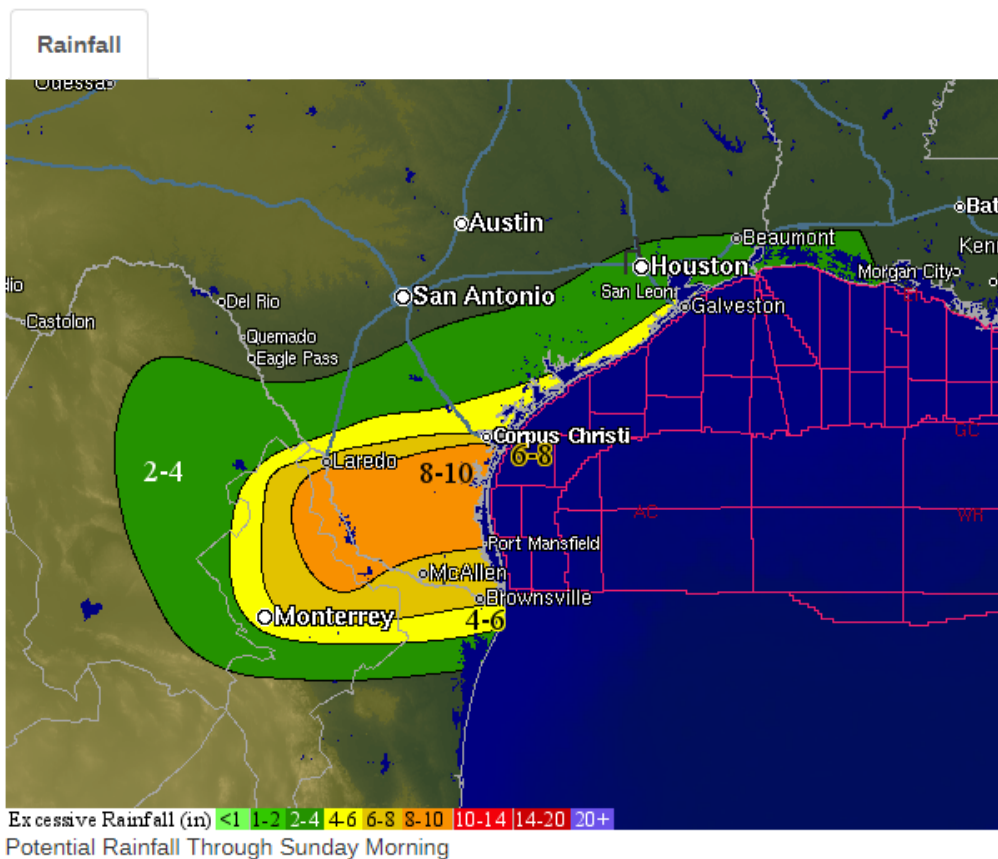 Rainfall
Odessa
Austin
Bat
Beaumont
Houston
Ken
dio
San Antonio
San Leon
Morgan City
Del Rio
Galveston
Castolon
Quemado
Eagle Pass
Corpus Christi
GC
6-8
Laredo
2-4
8-10
AC
WR
Port Mansfield
McAllen
Brownsville
Monterrey
4-6
Excessive Rainfall (in) <1 1-2 2-4 4-6 6-8 8-10 10-14 14-20 20+
Potential Rainfall Through Sunday Morning